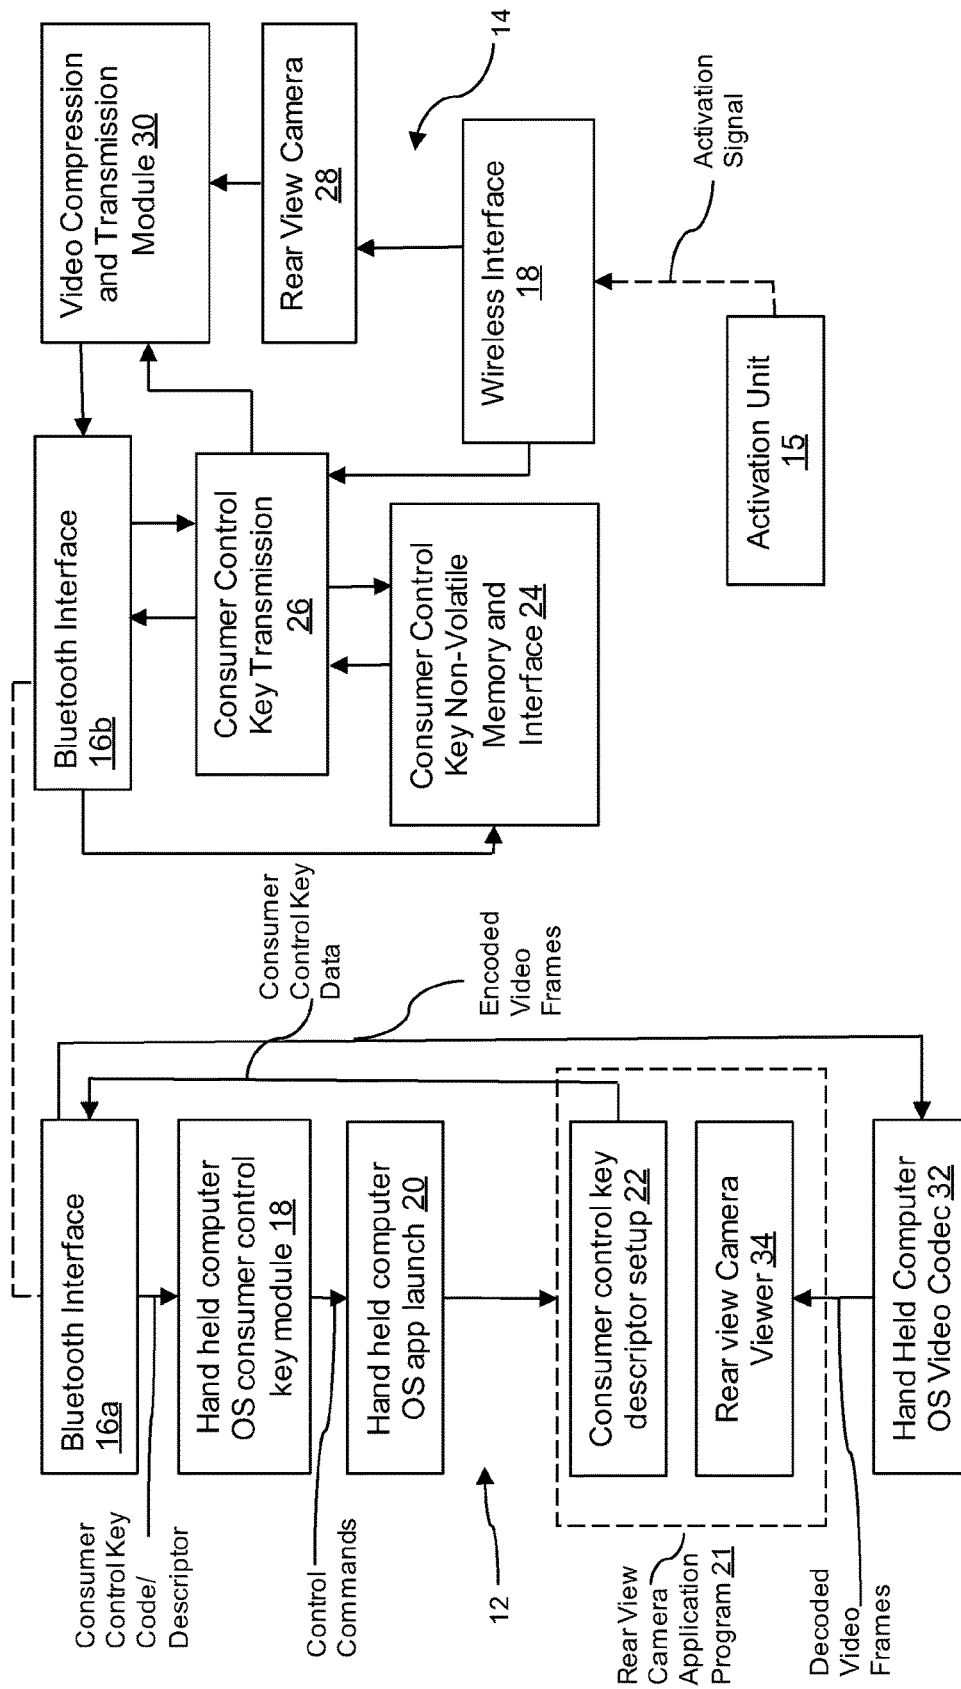 Consumer
Control Key
Code/
Descriptor
Bluetooth Interface
16a
Hand held computer
OS consumer control
key module 18
Control
Commands
Hand held computer
OS app launch 20
12
Rear View
Camera
Application
Program 21
Consumer control key
descriptor setup 22
Rear view Camera
Viewer 34
Decoded
Video
Frames
Hand Held Computer
OS Video Codec 32
Consumer
Control Key
Data
Encoded
Video
Frames
Bluetooth Interface
16b
Consumer Control
Key Transmission
26
Consumer Control
Key Non-Volatile
Memory and
Interface 24
Video Compression
and Transmission
Module 30
Rear View Camera
28
14
Wireless Interface
18
Activation
Signal
Activation Unit
15